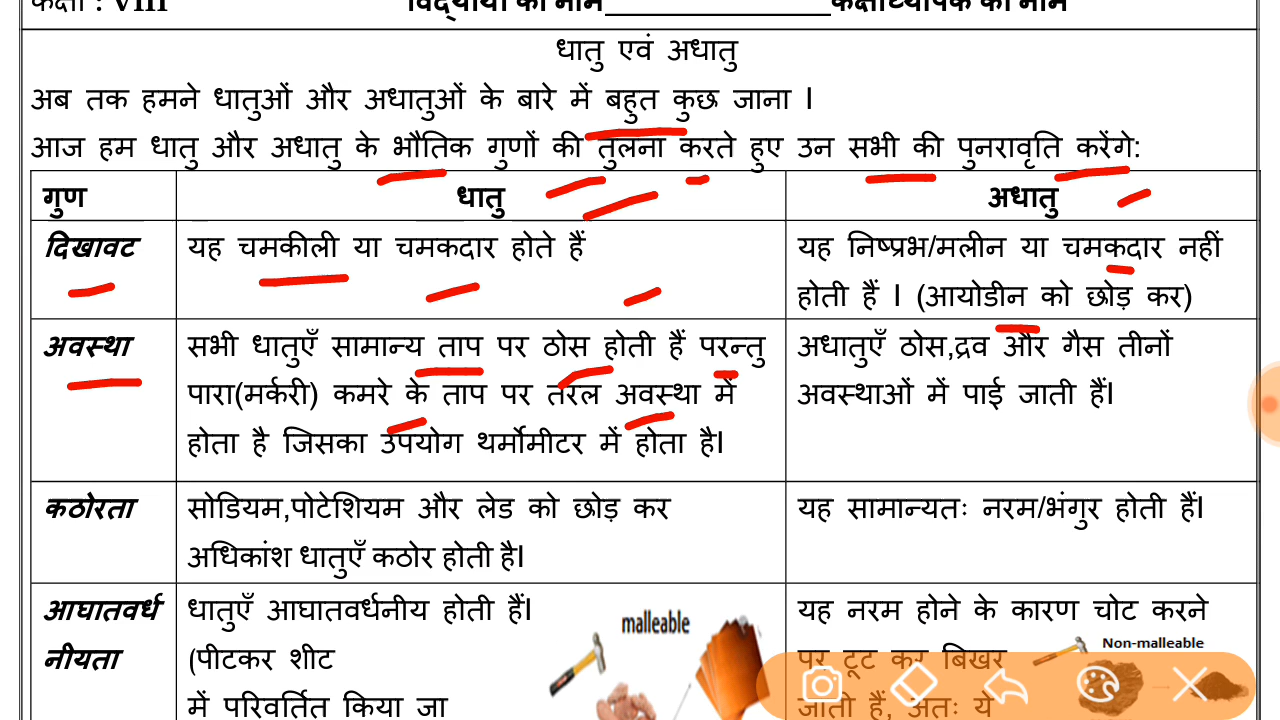 कक्षा : VIII विद्यार्थी का नाम_______________कक्षाध्यापक का नाम
धातु एवं अधातु
अब तक हमने धातुओं और अधातुओं के बारे में बहुत कुछ जाना ।
आज हम धातु और अधातु के भौतिक गुणों की तुलना करते हुए उन सभी की पुनरावृति करेंगे:
गुण धातु अधातु
दिखावट यह चमकीली या चमकदार होते हैं यह निष्प्रभ/मलीन या चमकदार नहीं
होती हैं । (आयोडीन को छोड़ कर)
अवस्था सभी धातुएँ सामान्य ताप पर ठोस होती हैं परन्तु अधातुएँ ठोस,द्रव और गैस तीनों
पारा(मर्करी) कमरे के ताप पर तरल अवस्था में अवस्थाओं में पाई जाती हैं।
होता है जिसका उपयोग थर्मोमीटर में होता है।
कठोरता सोडियम,पोटेशियम और लेड को छोड़ कर यह सामान्यतः नरम/भंगुर होती हैं।
अधिकांश धातुएँ कठोर होती है।
आघातवर्ध धातुएँ आघातवर्धनीय होती हैं। malleable यह नरम होने के कारण चोट करने
नीयता (पीटकर शीट पर टूट कर बिखर Non-malleable
में परिवर्तित किया जा जाती हैं, अतः ये